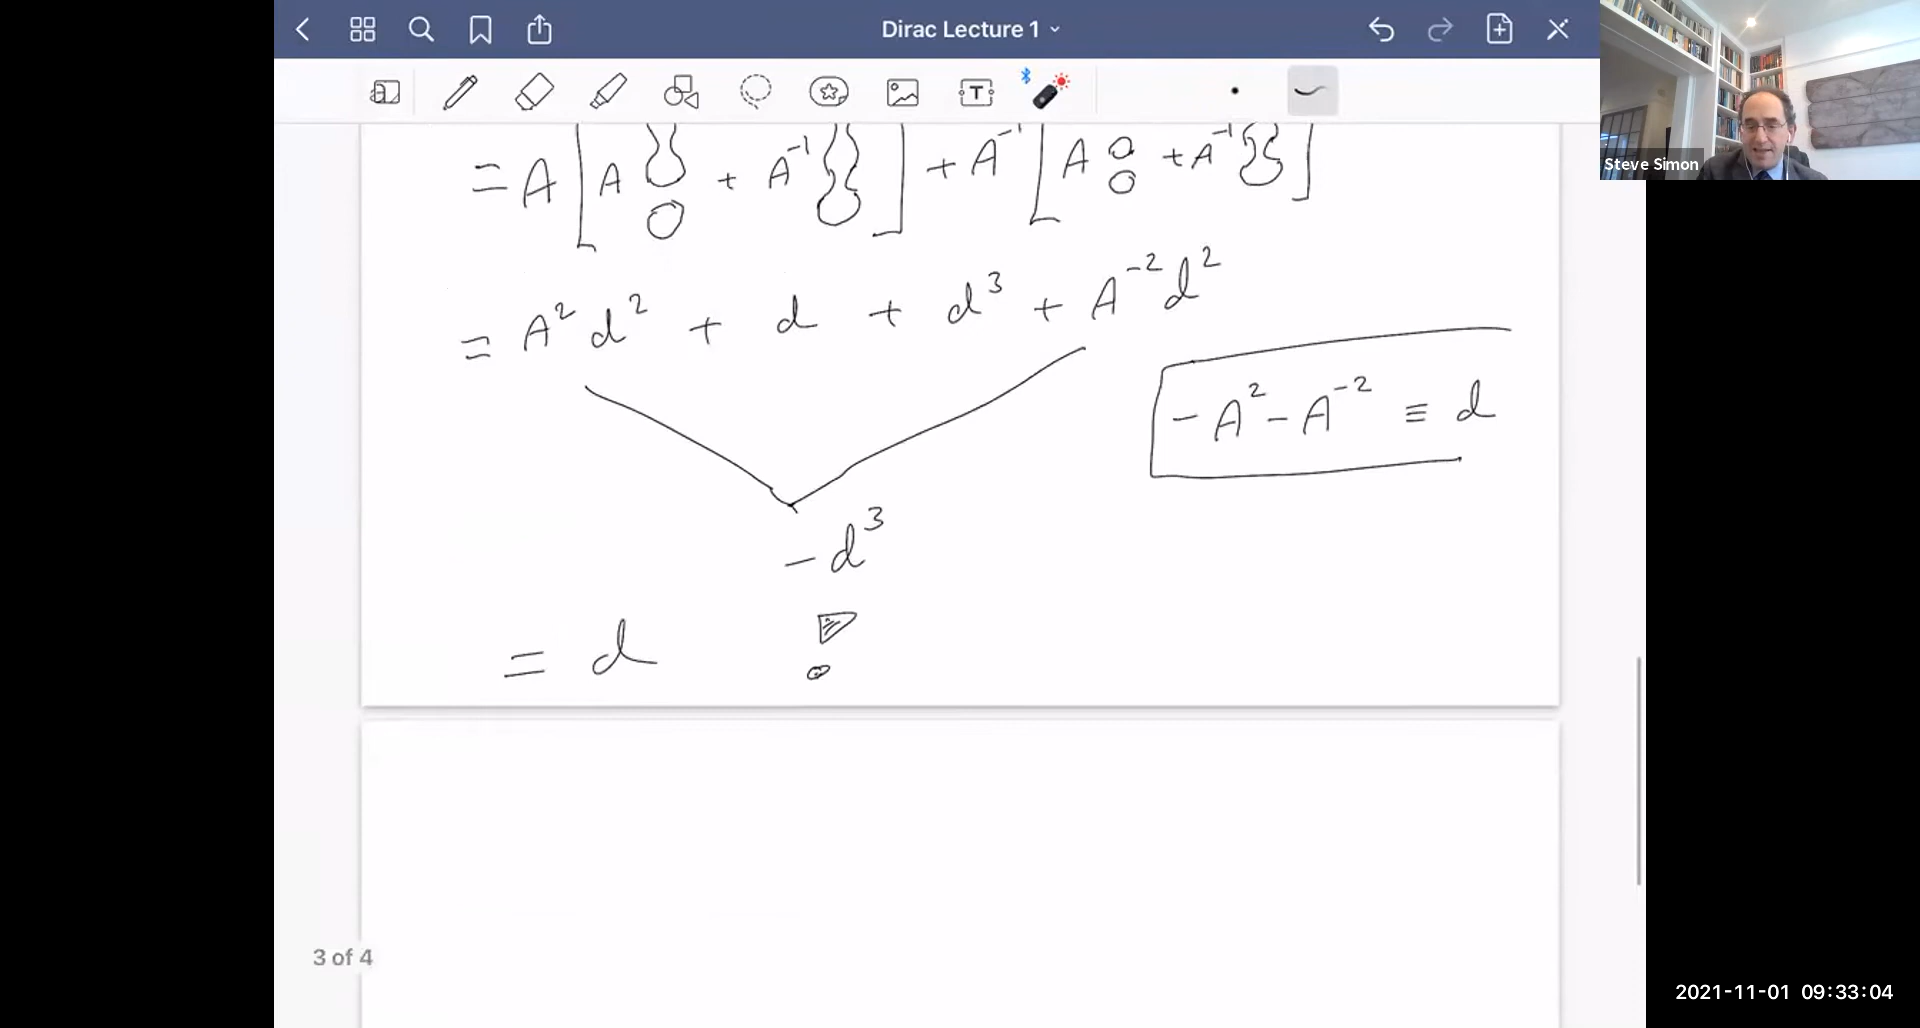 Dirac Lecture 1
Steve Simon
= A [ A + A⁻¹ ] + A⁻¹ [ A + A⁻¹ ]
= A² d² + d + d³ + A⁻² d²
-A² - A⁻² ≡ d
- d³
= d !
3 of 4
2021-11-01 09:33:04